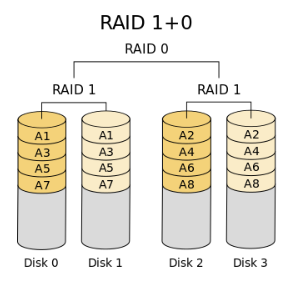 RAID 1+0
RAID 0
RAID 1 RAID 1
A1 A1 A2 A2
A3 A3 A4 A4
A5 A5 A6 A6
A7 A7 A8 A8
Disk 0 Disk 1 Disk 2 Disk 3